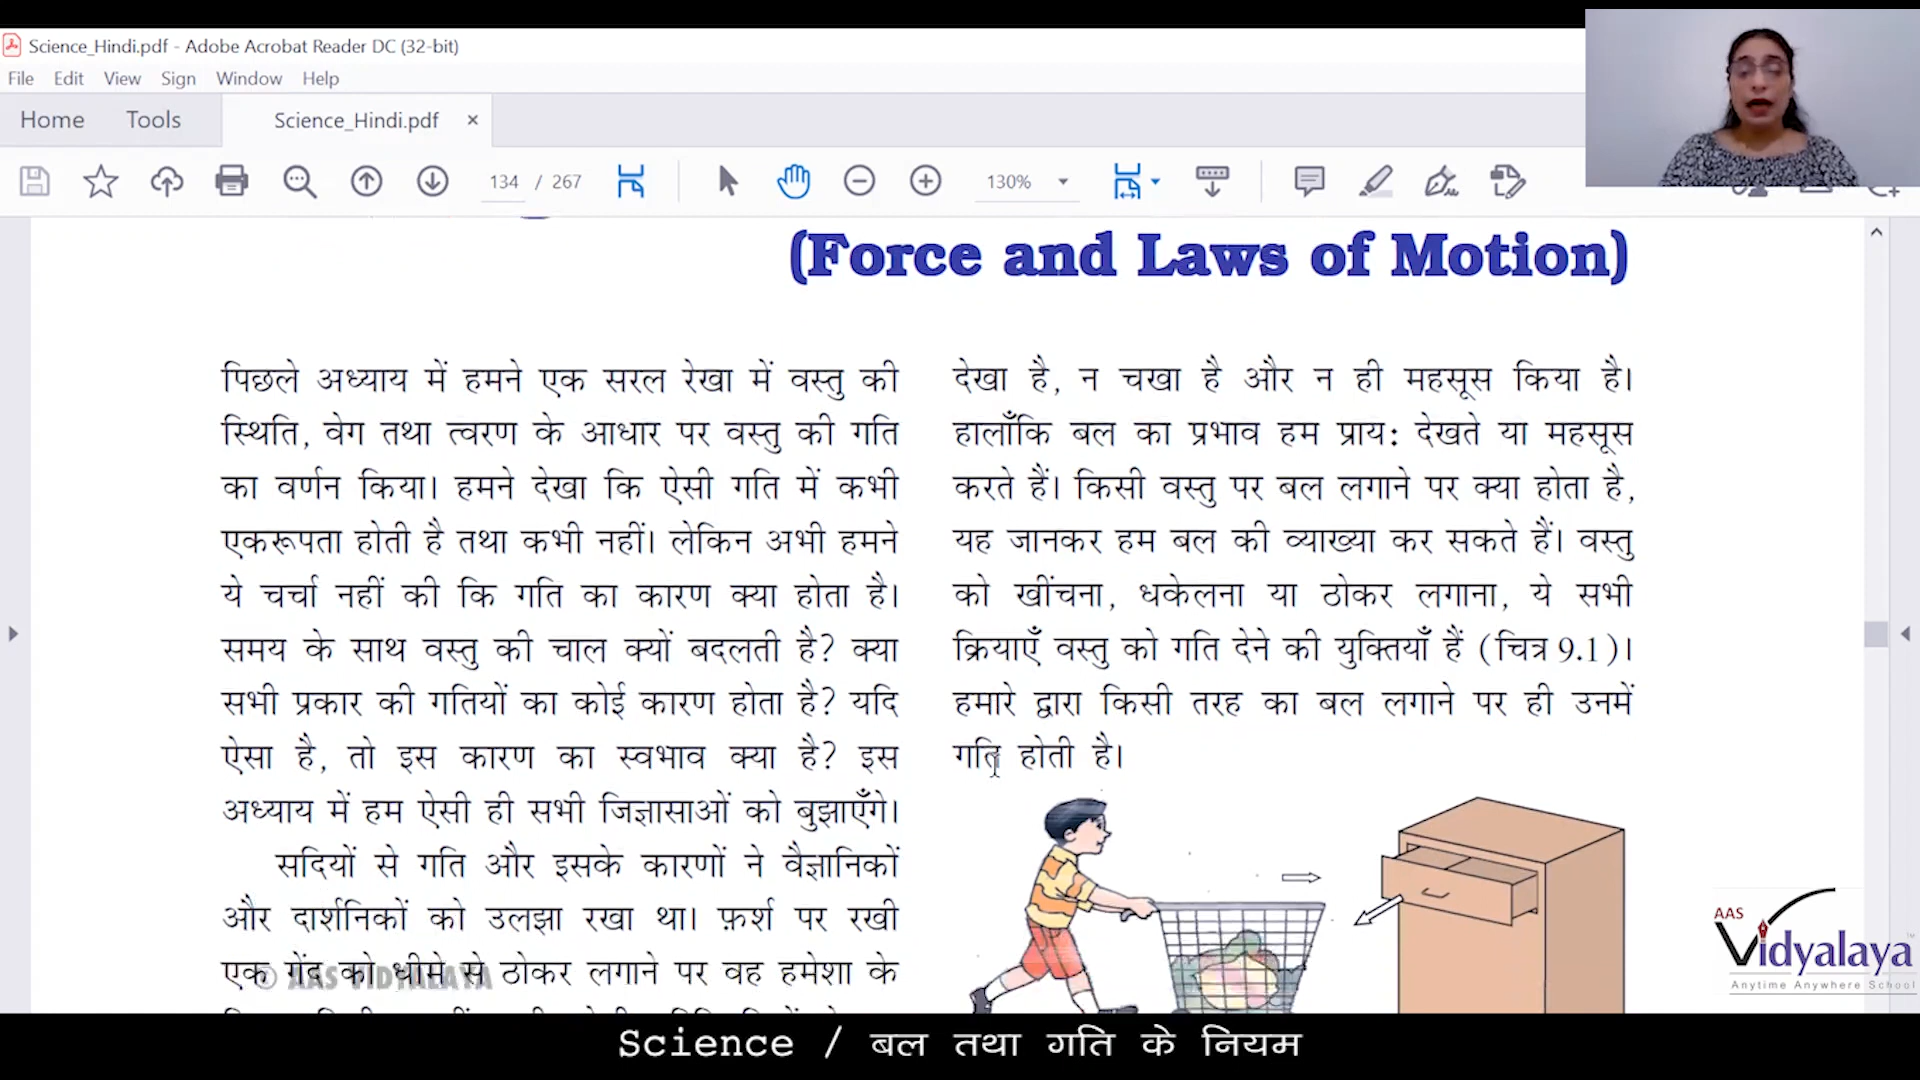 Science_Hindi.pdf - Adobe Acrobat Reader DC (32-bit)
File Edit View Sign Window Help
Home Tools Science_Hindi.pdf ×
134 / 267 130%
(Force and Laws of Motion)
पिछले अध्याय में हमने एक सरल रेखा में वस्तु की
स्थिति, वेग तथा त्वरण के आधार पर वस्तु की गति
का वर्णन किया। हमने देखा कि ऐसी गति में कभी
एकरूपता होती है तथा कभी नहीं। लेकिन अभी हमने
ये चर्चा नहीं की कि गति का कारण क्या होता है।
समय के साथ वस्तु की चाल क्यों बदलती है? क्या
सभी प्रकार की गतियों का कोई कारण होता है? यदि
ऐसा है, तो इस कारण का स्वभाव क्या है? इस
अध्याय में हम ऐसी ही सभी जिज्ञासाओं को बुझाएँगे।
सदियों से गति और इसके कारणों ने वैज्ञानिकों
और दार्शनिकों को उलझा रखा था। फ़र्श पर रखी
एक गेंद को धीमे से ठोकर लगाने पर वह हमेशा के
देखा है, न चखा है और न ही महसूस किया है।
हालाँकि बल का प्रभाव हम प्राय: देखते या महसूस
करते हैं। किसी वस्तु पर बल लगाने पर क्या होता है,
यह जानकर हम बल की व्याख्या कर सकते हैं। वस्तु
को खींचना, धकेलना या ठोकर लगाना, ये सभी
क्रियाएँ वस्तु को गति देने की युक्तियाँ हैं (चित्र 9.1)।
हमारे द्वारा किसी तरह का बल लगाने पर ही उनमें
गति होती है।
© AAS VIDYALAYA
AAS
Vidyalaya
Anytime Anywhere School
Science / बल तथा गति के नियम